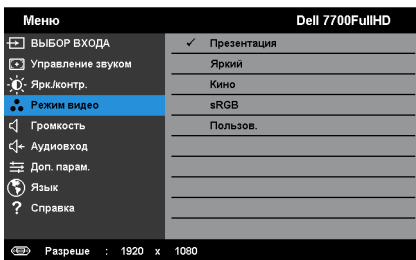 Меню Dell 7700FullHD
ВЫБОР ВХОДА ✓ Презентация
Управление звуком Яркий
Ярк./контр. Кино
Режим видео sRGB
Громкость Пользов.
Аудиовход
Доп. парам.
Язык
? Справка
Разреше : 1920 x 1080